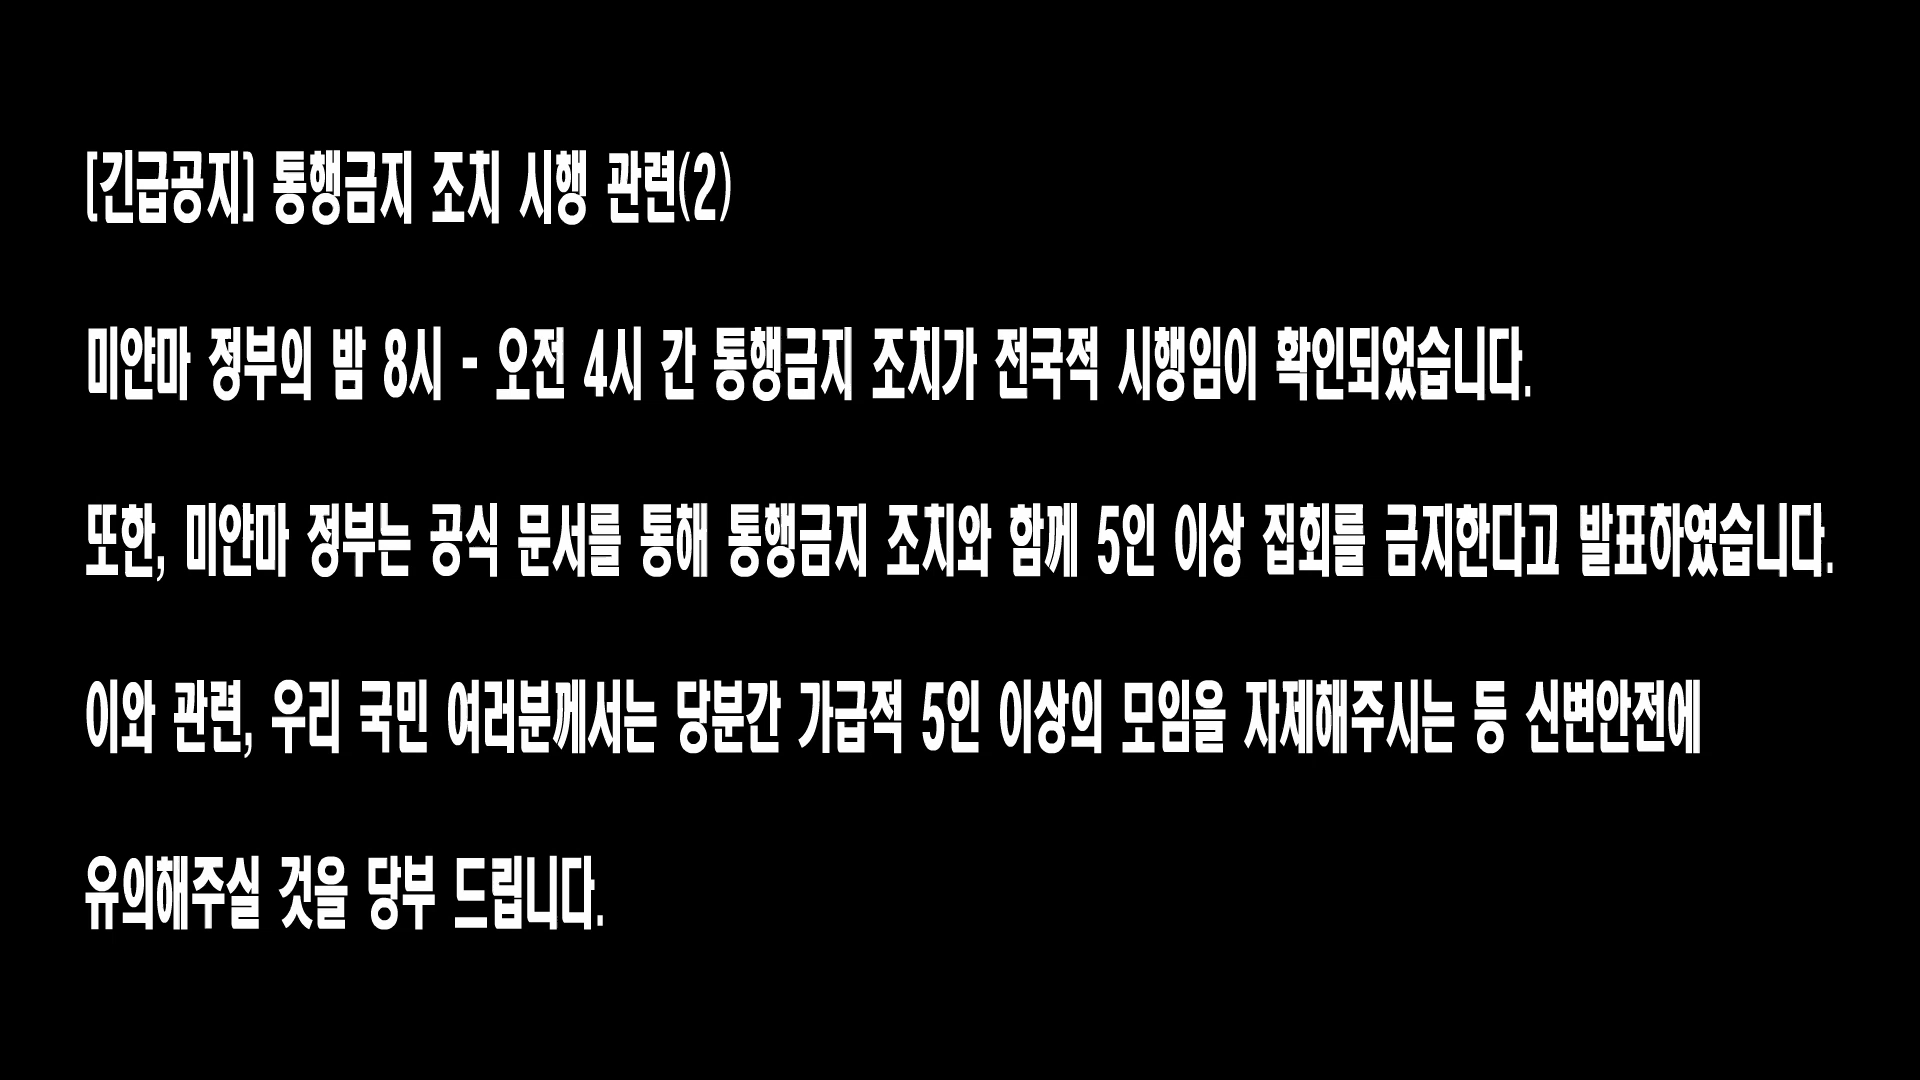 [긴급공지] 통행금지 조치 시행 관련(2)
미얀마 정부의 밤 8시 - 오전 4시 간 통행금지 조치가 전국적 시행임이 확인되었습니다.
또한, 미얀마 정부는 공식 문서를 통해 통행금지 조치와 함께 5인 이상 집회를 금지한다고 발표하였습니다.
이와 관련, 우리 국민 여러분께서는 당분간 가급적 5인 이상의 모임을 자제해주시는 등 신변안전에
유의해주실 것을 당부 드립니다.